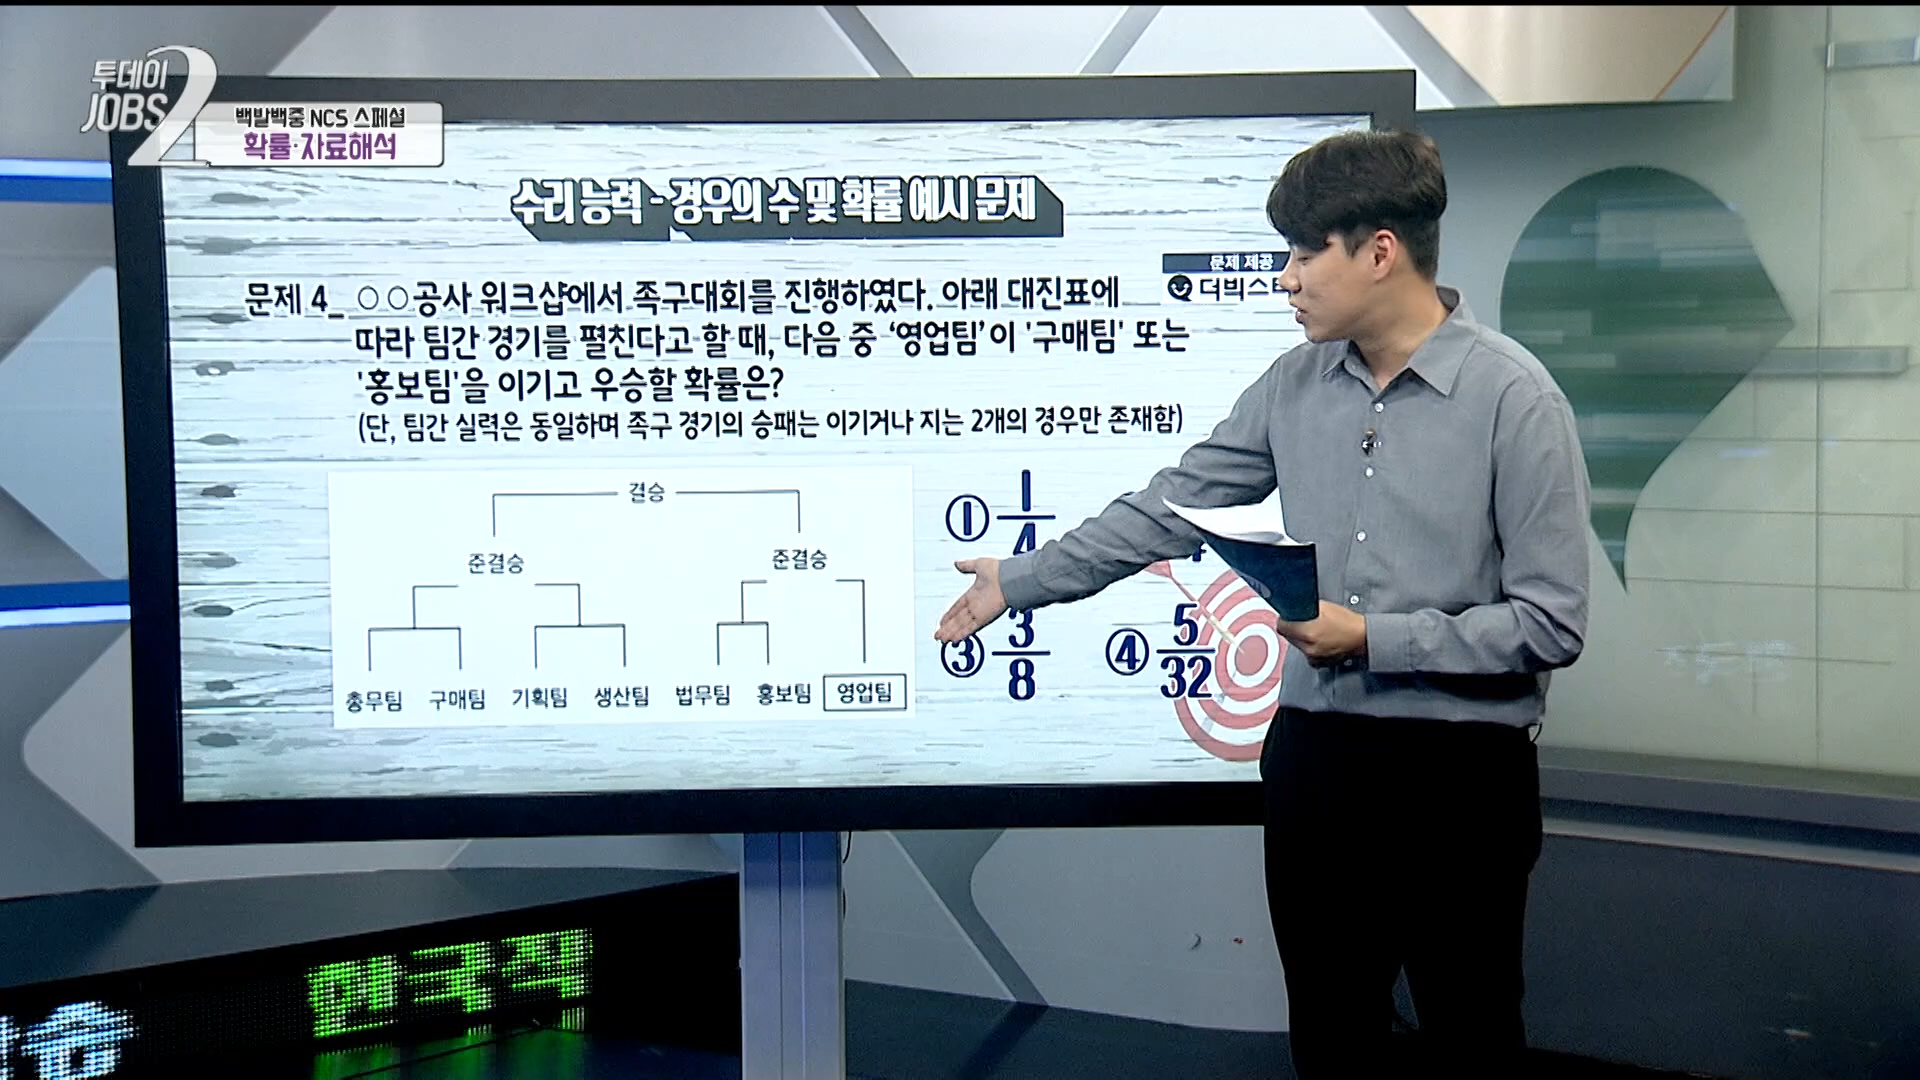 투데이
JOBS 2
백발백중 NCS 스페셜
확률·자료해석
수리 능력 - 경우의 수 및 확률 예시 문제
문제 제공
더빅스
문제 4_ ○○공사 워크샵에서 족구대회를 진행하였다. 아래 대진표에
따라 팀간 경기를 펼친다고 할 때, 다음 중 ‘영업팀’이 '구매팀' 또는
'홍보팀'을 이기고 우승할 확률은?
(단, 팀간 실력은 동일하며 족구 경기의 승패는 이기거나 지는 2개의 경우만 존재함)
결승
준결승 준결승
총무팀 구매팀 기획팀 생산팀 법무팀 홍보팀 영업팀
① 1/4
③ 3/8
④ 5/32
한국직